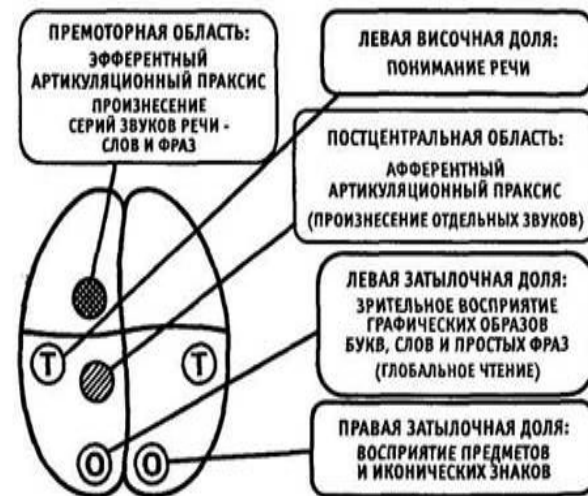 ПРЕМОТОРНАЯ ОБЛАСТЬ:
ЭФФЕРЕНТНЫЙ
АРТИКУЛЯЦИОННЫЙ ПРАКСИС
ПРОИЗНЕСЕНИЕ
СЕРИЙ ЗВУКОВ РЕЧИ -
СЛОВ И ФРАЗ
ЛЕВАЯ ВИСОЧНАЯ ДОЛЯ:
ПОНИМАНИЕ РЕЧИ
ПОСТЦЕНТРАЛЬНАЯ ОБЛАСТЬ:
АФФЕРЕНТНЫЙ
АРТИКУЛЯЦИОННЫЙ ПРАКСИС
(ПРОИЗНЕСЕНИЕ ОТДЕЛЬНЫХ ЗВУКОВ)
ЛЕВАЯ ЗАТЫЛОЧНАЯ ДОЛЯ:
ЗРИТЕЛЬНОЕ ВОСПРИЯТИЕ
ГРАФИЧЕСКИХ ОБРАЗОВ
БУКВ, СЛОВ И ПРОСТЫХ ФРАЗ
(ГЛОБАЛЬНОЕ ЧТЕНИЕ)
ПРАВАЯ ЗАТЫЛОЧНАЯ ДОЛЯ:
ВОСПРИЯТИЕ ПРЕДМЕТОВ
И ИКОНИЧЕСКИХ ЗНАКОВ
Т Т
О О